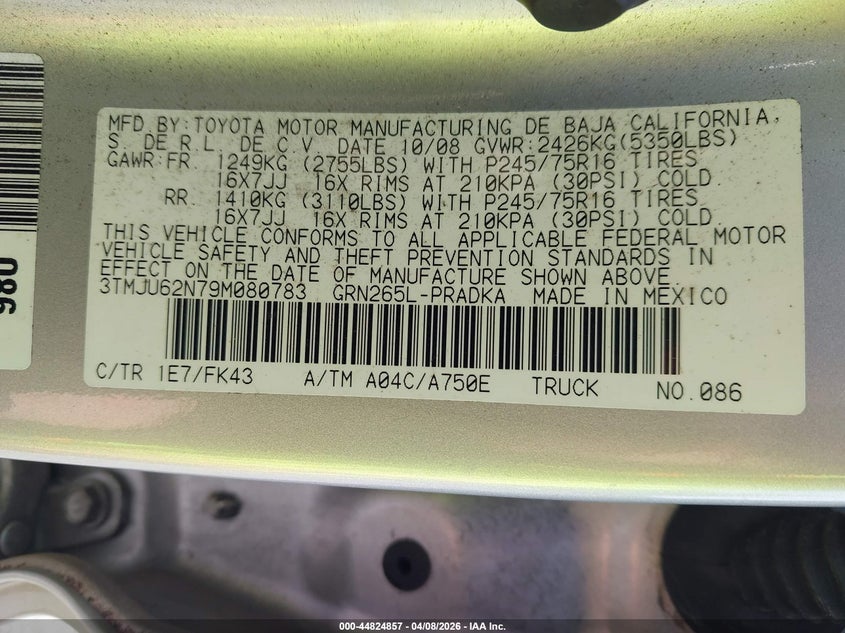 MFD.BY:TOYOTA MOTOR MANUFACTURING DE BAJA CALIFORNIA,
S. DE R.L. DE C.V. DATE 10/08 GVWR:2426KG(5350LBS)
GAWR:FR. 1249KG (2755LBS) WITH P245/75R16 TIRES
16X7JJ 16X RIMS AT 210KPA (30PSI) COLD
RR. 1410KG (3110LBS) WITH P245/75R16 TIRES
16X7JJ 16X RIMS AT 210KPA (30PSI) COLD.
THIS VEHICLE CONFORMS TO ALL APPLICABLE FEDERAL MOTOR
VEHICLE SAFETY AND THEFT PREVENTION STANDARDS IN
EFFECT ON THE DATE OF MANUFACTURE SHOWN ABOVE.
3TMJU62N79M080783 GRN265L-PRADKA MADE IN MEXICO
C/TR 1E7/FK43 A/TM A04C/A750E TRUCK NO.086
980
000-44824857 - 04/08/2026 - IAA Inc.